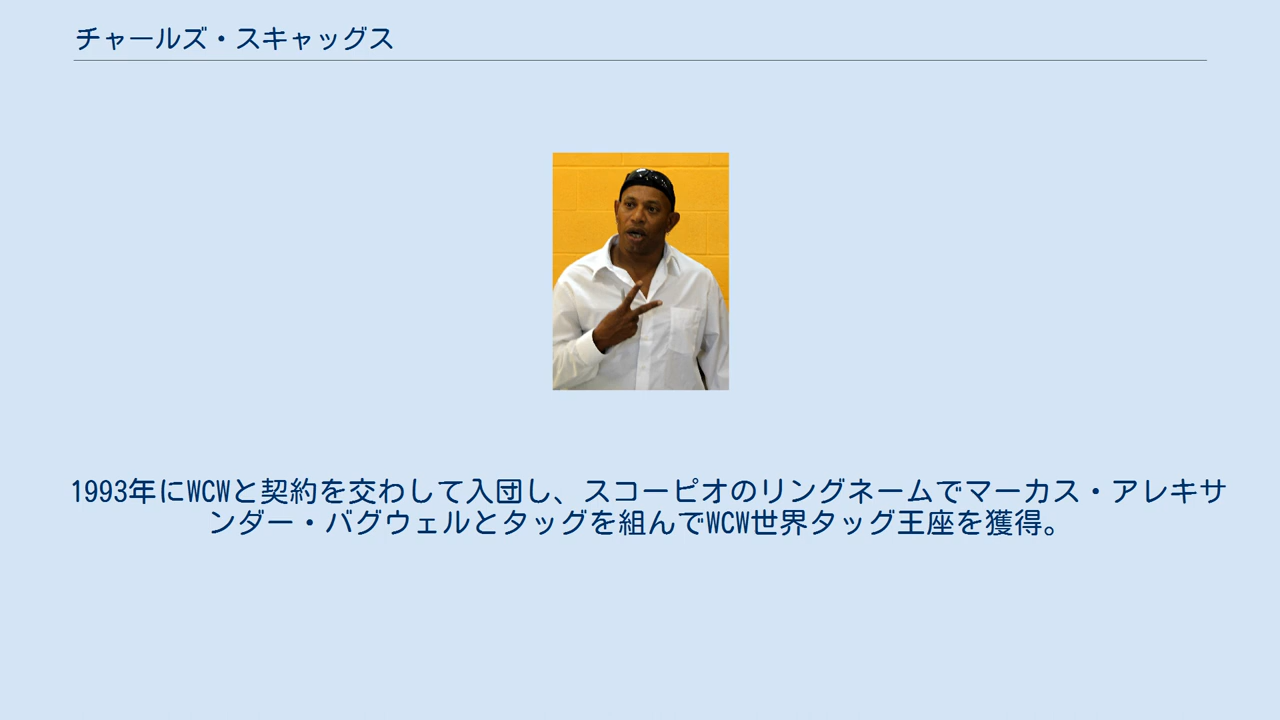 チャールズ・スキャッグス
1993年にWCWと契約を交わして入団し、スコーピオのリングネームでマーカス・アレキサ
ンダー・バグウェルとタッグを組んでWCW世界タッグ王座を獲得。